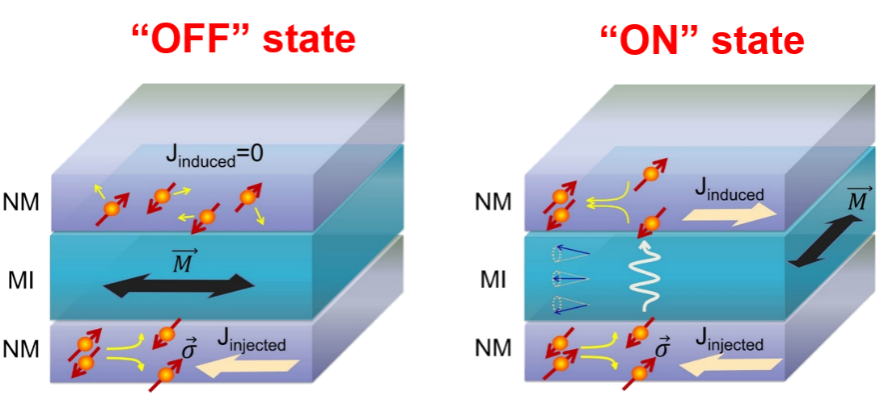 “OFF” state
“ON” state
J_induced=0
NM
M⃗
MI
NM
σ⃗
J_injected
NM
J_induced
M⃗
MI
NM
σ⃗
J_injected